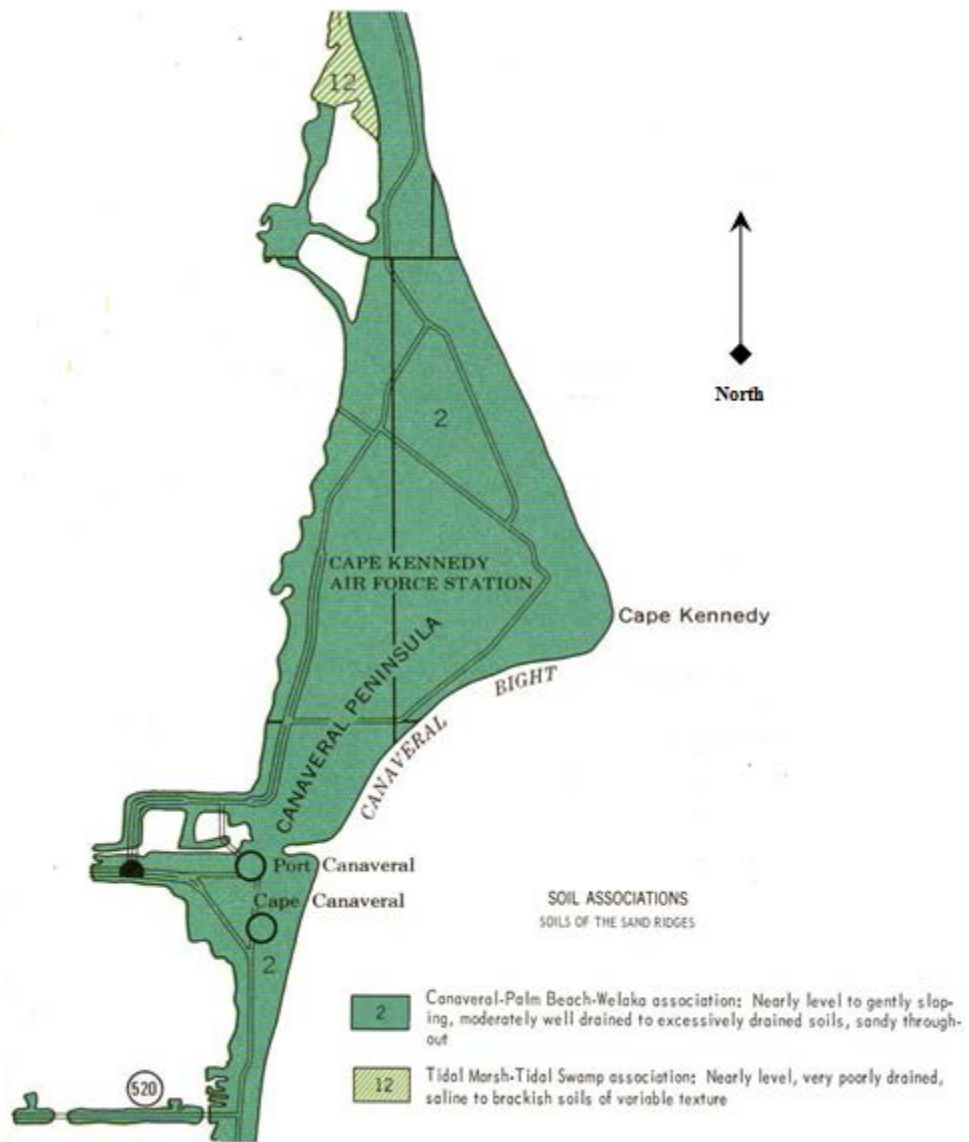 12
North
2
CAPE KENNEDY
AIR FORCE STATION
Cape Kennedy
CANAVERAL PENINSULA
CANAVERAL
BIGHT
Port Canaveral
Cape Canaveral
2
520
SOIL ASSOCIATIONS
SOILS OF THE SAND RIDGES
2
Canaveral-Palm Beach-Welaka association: Nearly level to gently slop-
ing, moderately well drained to excessively drained soils, sandy through-
out
12
Tidal Marsh-Tidal Swamp association: Nearly level, very poorly drained,
saline to brackish soils of variable texture